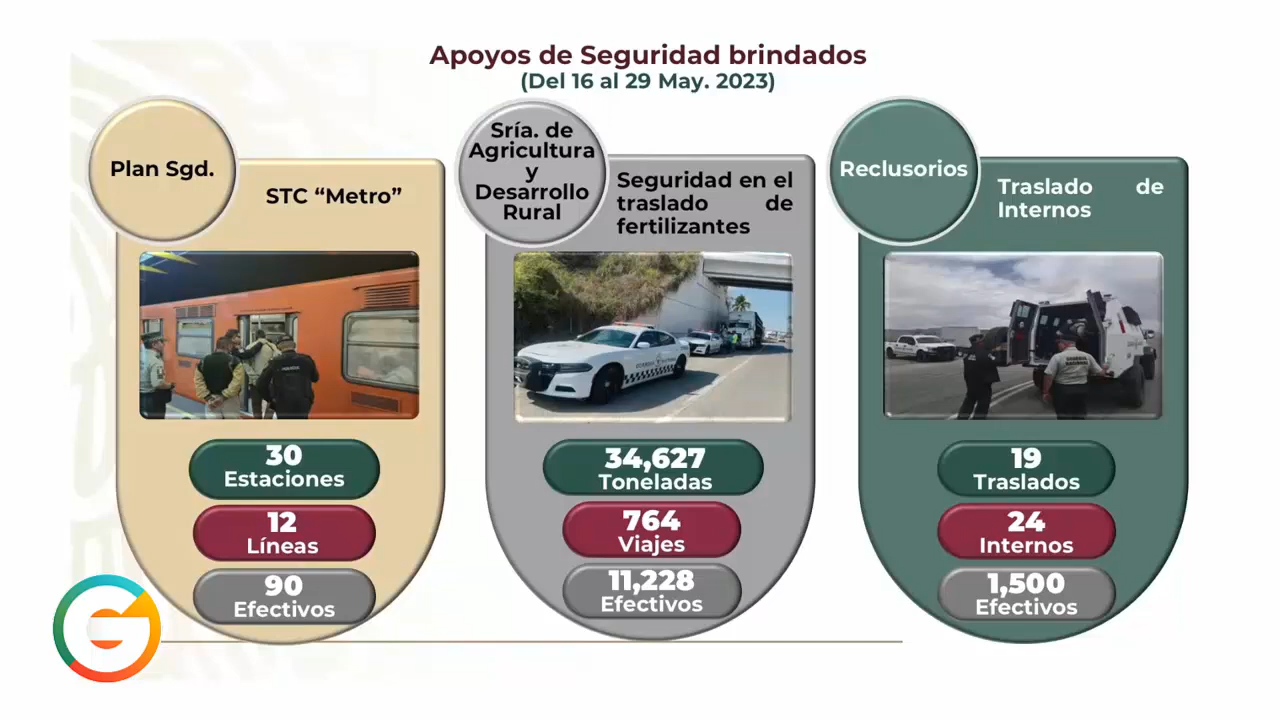 Apoyos de Seguridad brindados
(Del 16 al 29 May. 2023)
Plan Sgd.
STC “Metro”
30
Estaciones
12
Líneas
90
Efectivos
Sría. de
Agricultura
y
Desarrollo
Rural
Seguridad en el
traslado de
fertilizantes
34,627
Toneladas
764
Viajes
11,228
Efectivos
Reclusorios
Traslado de
Internos
GUARDIA
NACIONAL
19
Traslados
24
Internos
1,500
Efectivos